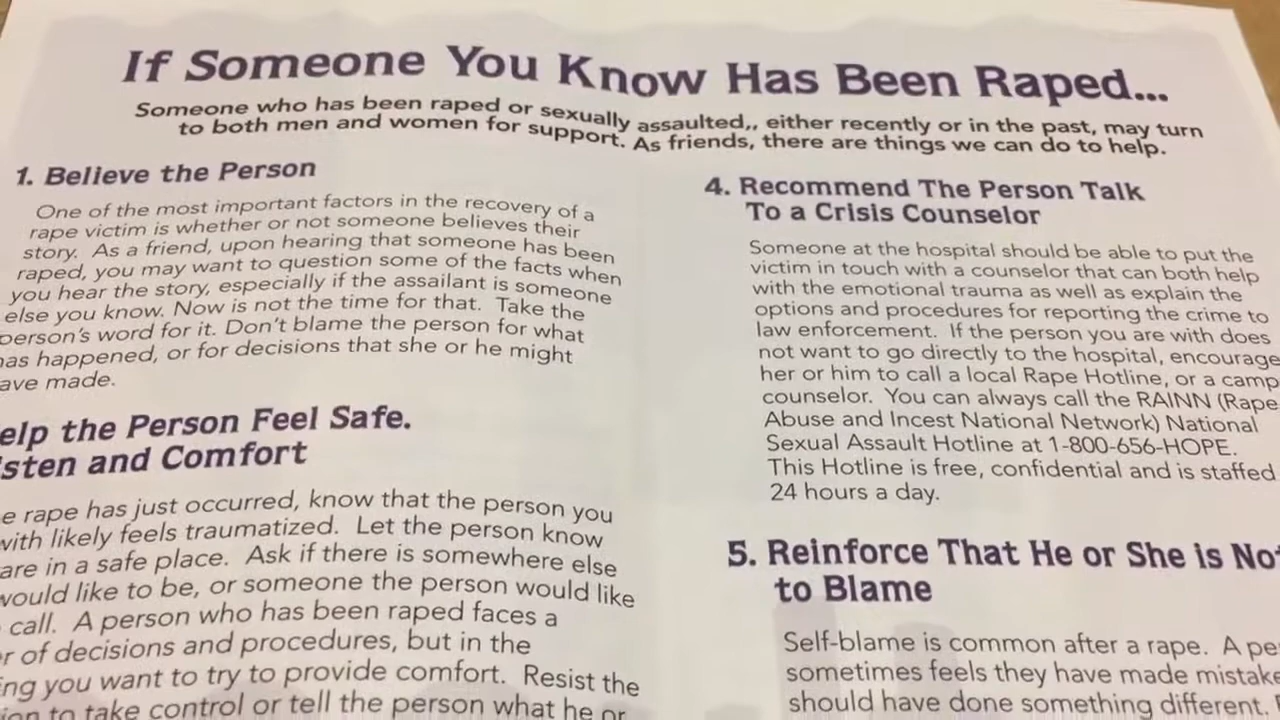 If Someone You Know Has Been Raped...
Someone who has been raped or sexually assaulted,, either recently or in the past, may turn
to both men and women for support. As friends, there are things we can do to help.
1. Believe the Person
One of the most important factors in the recovery of a
rape victim is whether or not someone believes their
story. As a friend, upon hearing that someone has been
raped, you may want to question some of the facts when
you hear the story, especially if the assailant is someone
else you know. Now is not the time for that. Take the
person's word for it. Don't blame the person for what
has happened, or for decisions that she or he might
ave made.
elp the Person Feel Safe.
sten and Comfort
e rape has just occurred, know that the person you
with likely feels traumatized. Let the person know
are in a safe place. Ask if there is somewhere else
would like to be, or someone the person would like
call. A person who has been raped faces a
r of decisions and procedures, but in the
ing you want to try to provide comfort. Resist the
ion to take control or tell the person what he or
4. Recommend The Person Talk
To a Crisis Counselor
Someone at the hospital should be able to put the
victim in touch with a counselor that can both help
with the emotional trauma as well as explain the
options and procedures for reporting the crime to
law enforcement. If the person you are with does
not want to go directly to the hospital, encourage
her or him to call a local Rape Hotline, or a camp
counselor. You can always call the RAINN (Rape
Abuse and Incest National Network) National
Sexual Assault Hotline at 1-800-656-HOPE.
This Hotline is free, confidential and is staffed
24 hours a day.
5. Reinforce That He or She is Not
to Blame
Self-blame is common after a rape. A pe
sometimes feels they have made mistake
should have done something different.